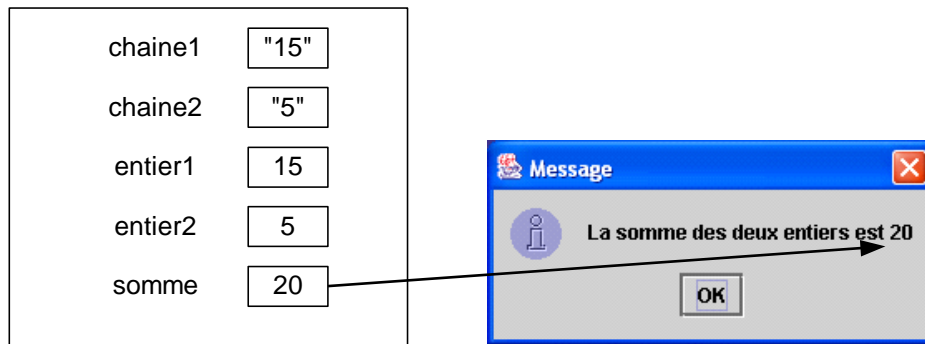 chaine1 "15"
chaine2 "5"
entier1 15
entier2 5
somme 20
Message
La somme des deux entiers est 20
OK